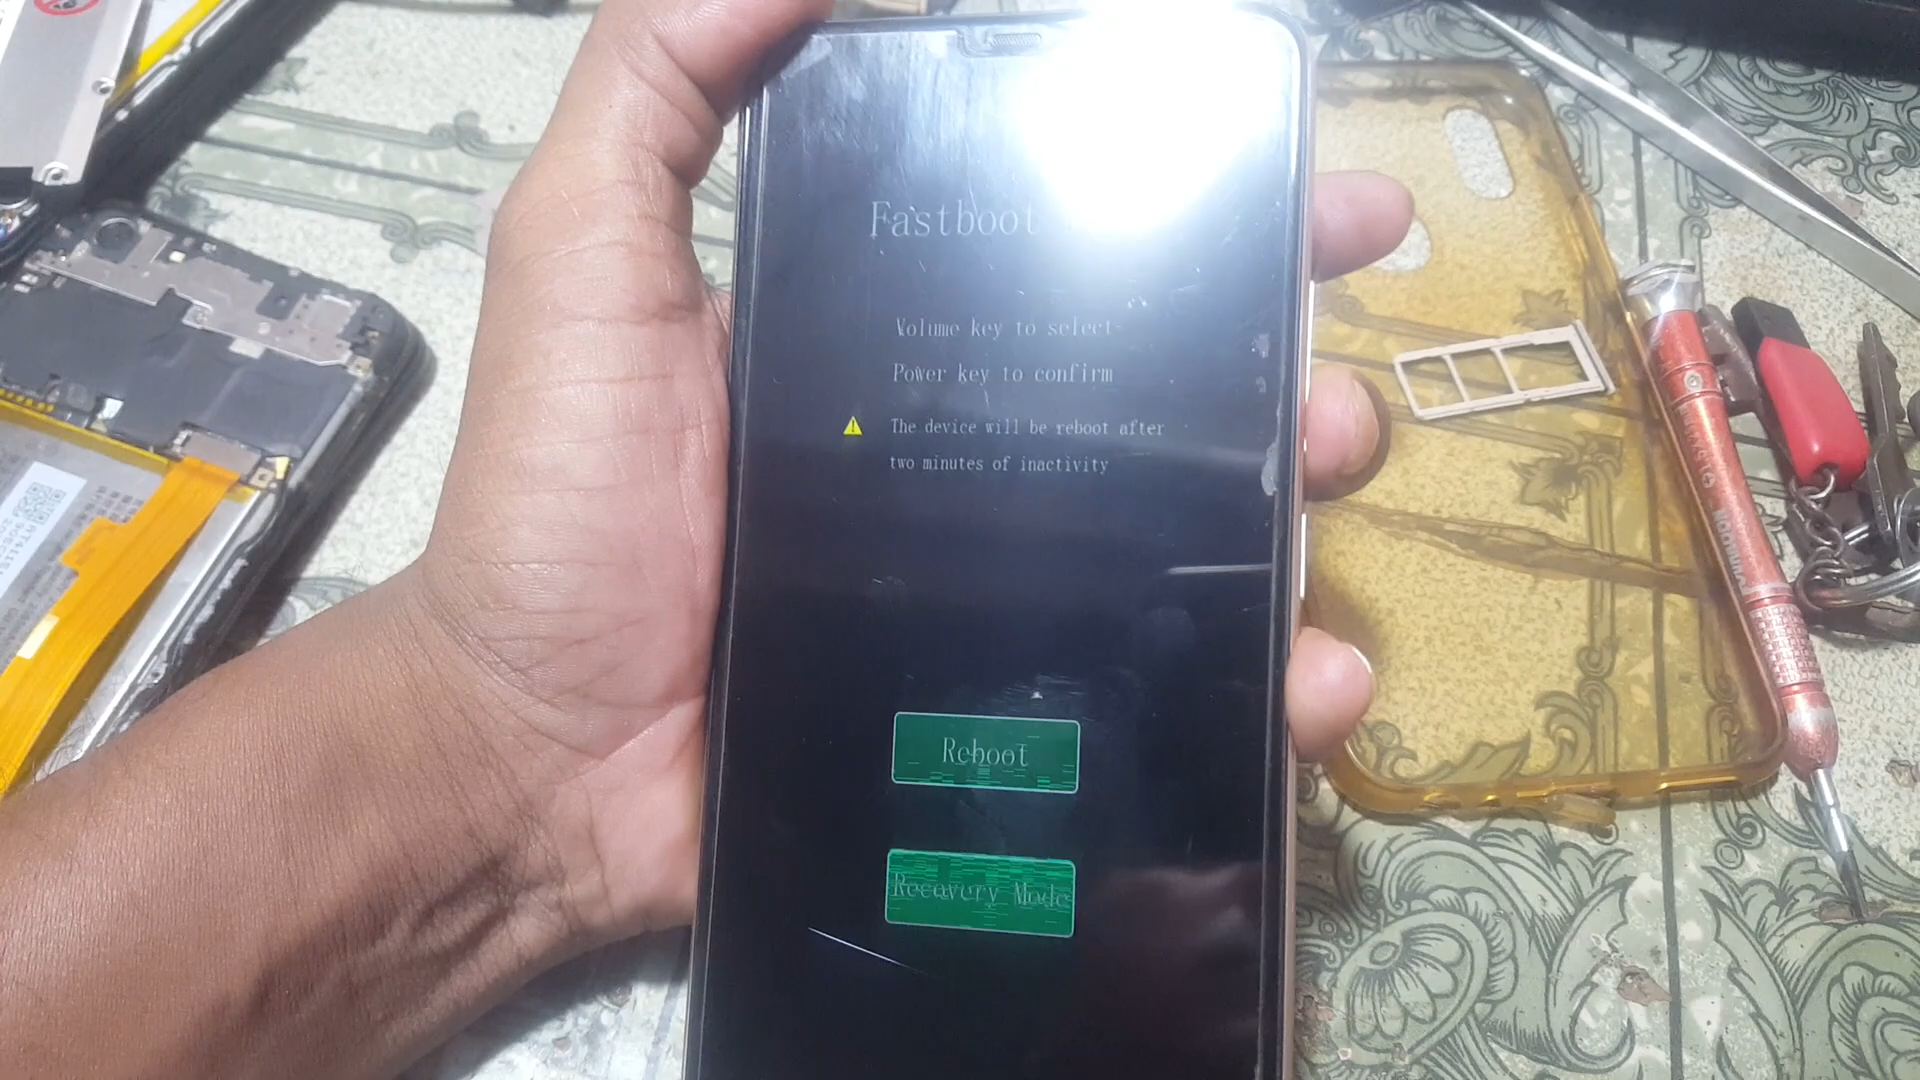 Fastboot
Volume key to select
Power key to confirm
The device will be reboot after
two minutes of inactivity
Reboot
Recovery Mode